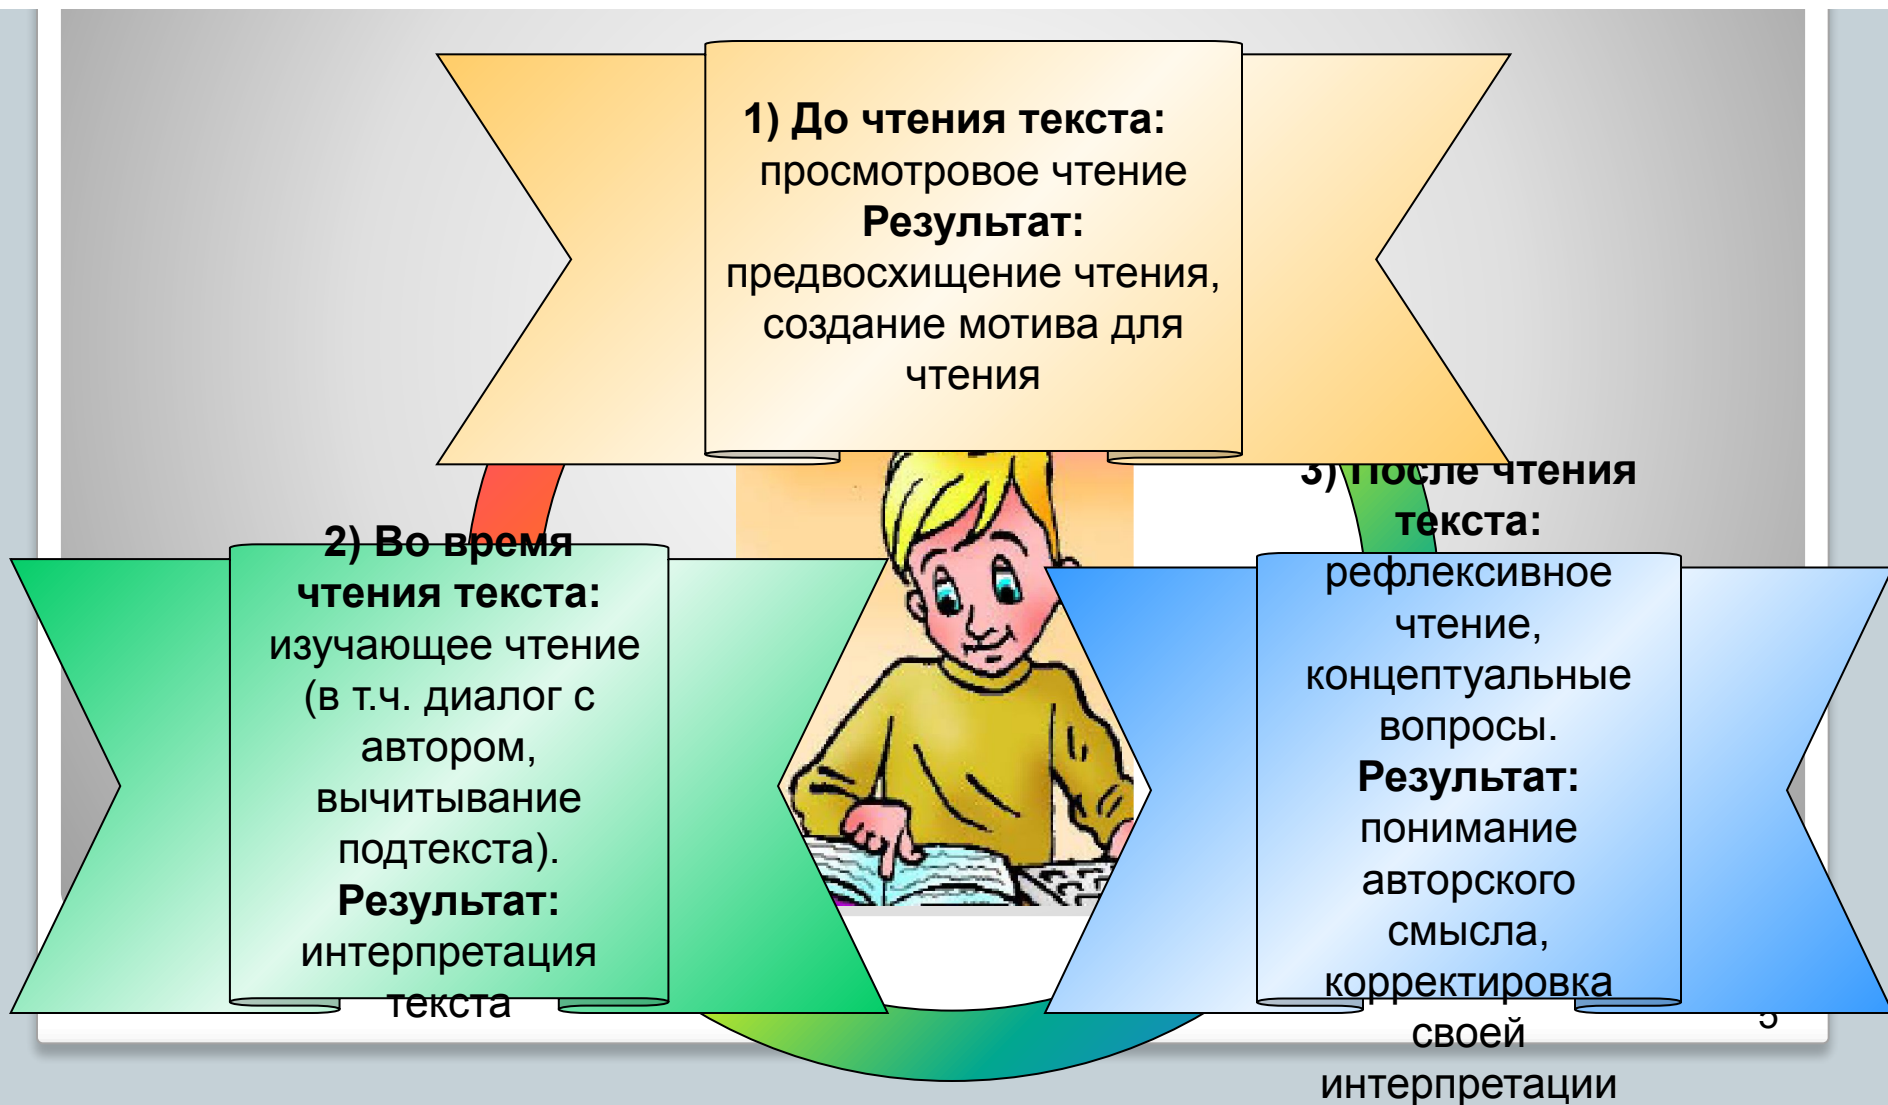 1) До чтения текста:
просмотровое чтение
Результат:
предвосхищение чтения,
создание мотива для
чтения
2) Во время
чтения текста:
изучающее чтение
(в т.ч. диалог с
автором,
вычитывание
подтекста).
Результат:
интерпретация
текста
3) После чтения
текста:
рефлексивное
чтение,
концептуальные
вопросы.
Результат:
понимание
авторского
смысла,
корректировка
своей
интерпретации
5